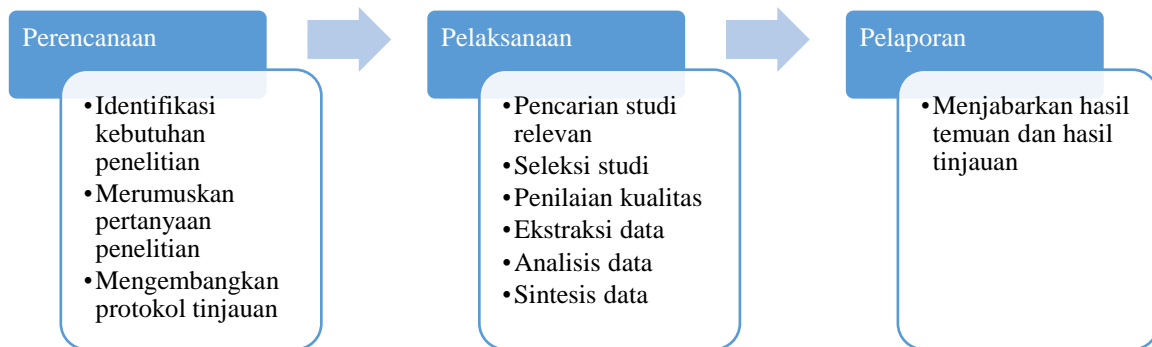 Perencanaan
•Identifikasi
kebutuhan
penelitian
•Merumuskan
pertanyaan
penelitian
•Mengembangkan
protokol tinjauan
Pelaksanaan
•Pencarian studi
relevan
•Seleksi studi
•Penilaian kualitas
•Ekstraksi data
•Analisis data
•Sintesis data
Pelaporan
•Menjabarkan hasil
temuan dan hasil
tinjauan